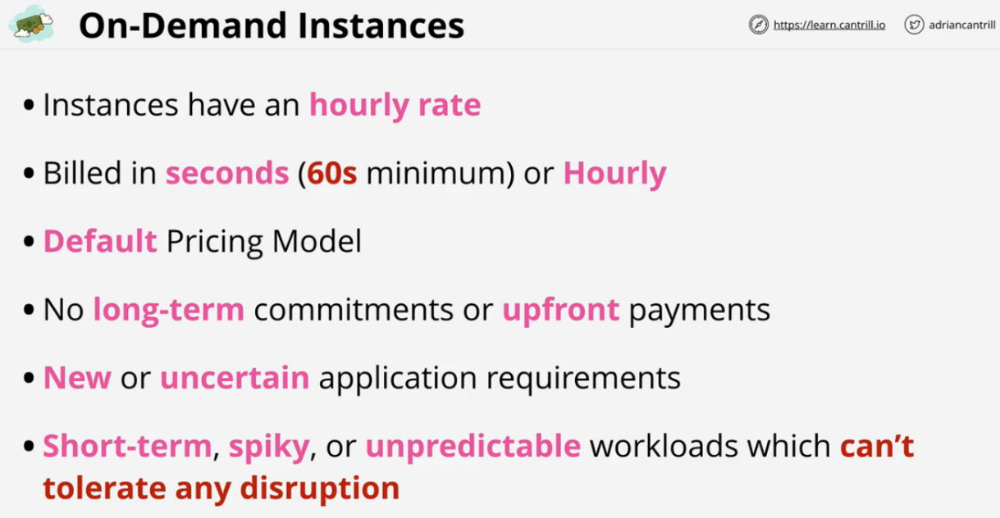 On-Demand Instances
https://learn.cantrill.io
adriancantrill
• Instances have an hourly rate
• Billed in seconds (60s minimum) or Hourly
• Default Pricing Model
• No long-term commitments or upfront payments
• New or uncertain application requirements
• Short-term, spiky, or unpredictable workloads which can’t
tolerate any disruption